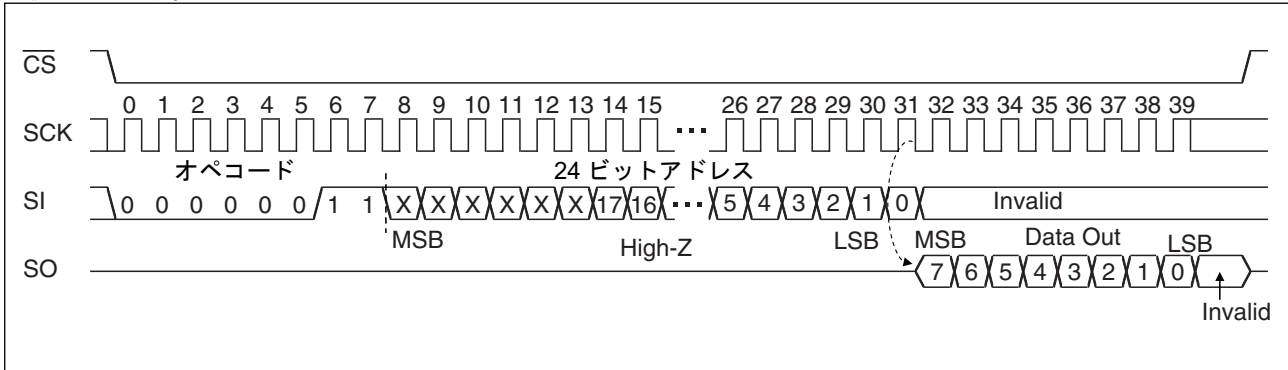 CS
0 1 2 3 4 5 6 7 8 9 10 11 12 13 14 15 26 27 28 29 30 31 32 33 34 35 36 37 38 39
SCK ···
オペコード 24 ビットアドレス
SI 0 0 0 0 0 0 1 1 X X X X X X 17 16 ··· 5 4 3 2 1 0 Invalid
MSB High-Z LSB MSB Data Out LSB
SO 7 6 5 4 3 2 1 0
Invalid